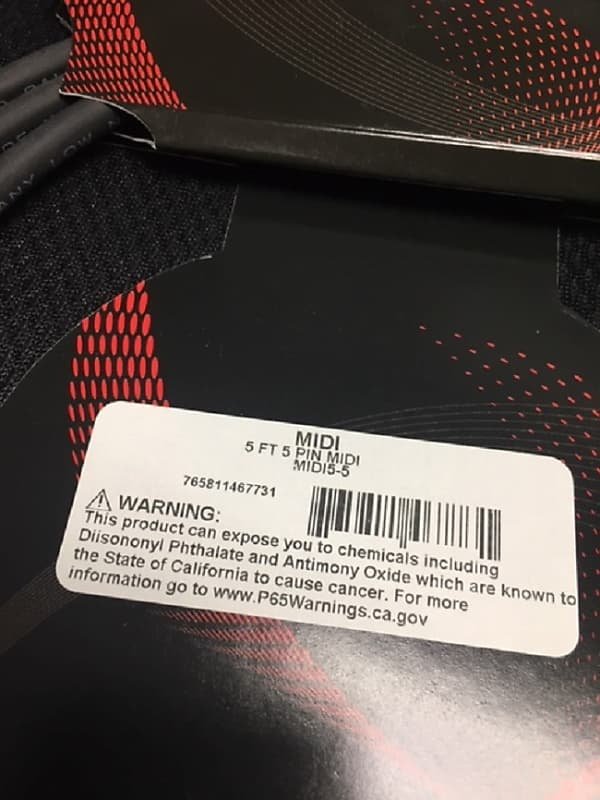 MIDI
5 FT 5 PIN MIDI
MIDI5-5
765811467731
⚠ WARNING:
This product can expose you to chemicals including
Diisononyl Phthalate and Antimony Oxide which are known to
the State of California to cause cancer. For more
information go to www.P65Warnings.ca.gov